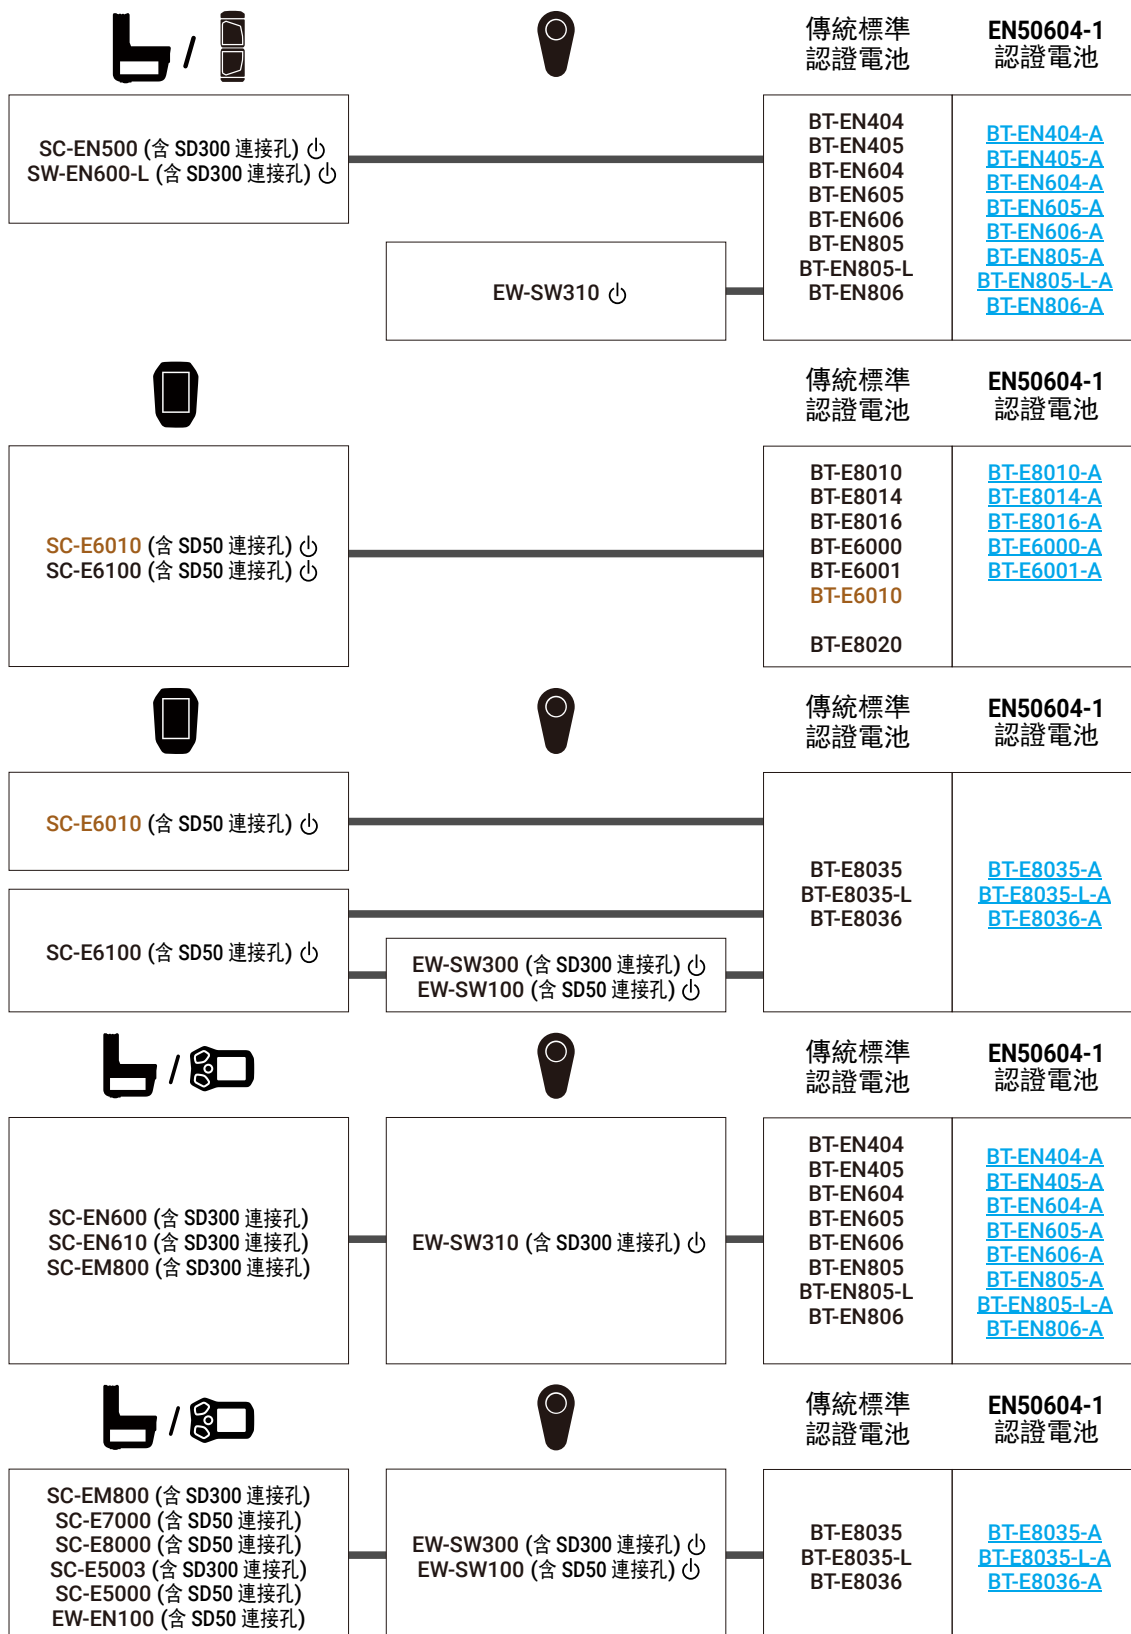 傳統標準
認證電池
EN50604-1
認證電池
SC-EN500 (含 SD300 連接孔)
SW-EN600-L (含 SD300 連接孔)
EW-SW310
BT-EN404
BT-EN405
BT-EN604
BT-EN605
BT-EN606
BT-EN805
BT-EN805-L
BT-EN806
BT-EN404-A
BT-EN405-A
BT-EN604-A
BT-EN605-A
BT-EN606-A
BT-EN805-A
BT-EN805-L-A
BT-EN806-A
傳統標準
認證電池
EN50604-1
認證電池
SC-E6010 (含 SD50 連接孔)
SC-E6100 (含 SD50 連接孔)
BT-E8010
BT-E8014
BT-E8016
BT-E6000
BT-E6001
BT-E6010
BT-E8020
BT-E8010-A
BT-E8014-A
BT-E8016-A
BT-E6000-A
BT-E6001-A
傳統標準
認證電池
EN50604-1
認證電池
SC-E6010 (含 SD50 連接孔)
SC-E6100 (含 SD50 連接孔)
EW-SW300 (含 SD300 連接孔)
EW-SW100 (含 SD50 連接孔)
BT-E8035
BT-E8035-L
BT-E8036
BT-E8035-A
BT-E8035-L-A
BT-E8036-A
傳統標準
認證電池
EN50604-1
認證電池
SC-EN600 (含 SD300 連接孔)
SC-EN610 (含 SD300 連接孔)
SC-EM800 (含 SD300 連接孔)
EW-SW310 (含 SD300 連接孔)
BT-EN404
BT-EN405
BT-EN604
BT-EN605
BT-EN606
BT-EN805
BT-EN805-L
BT-EN806
BT-EN404-A
BT-EN405-A
BT-EN604-A
BT-EN605-A
BT-EN606-A
BT-EN805-A
BT-EN805-L-A
BT-EN806-A
傳統標準
認證電池
EN50604-1
認證電池
SC-EM800 (含 SD300 連接孔)
SC-E7000 (含 SD50 連接孔)
SC-E8000 (含 SD50 連接孔)
SC-E5003 (含 SD300 連接孔)
SC-E5000 (含 SD50 連接孔)
EW-EN100 (含 SD50 連接孔)
EW-SW300 (含 SD300 連接孔)
EW-SW100 (含 SD50 連接孔)
BT-E8035
BT-E8035-L
BT-E8036
BT-E8035-A
BT-E8035-L-A
BT-E8036-A